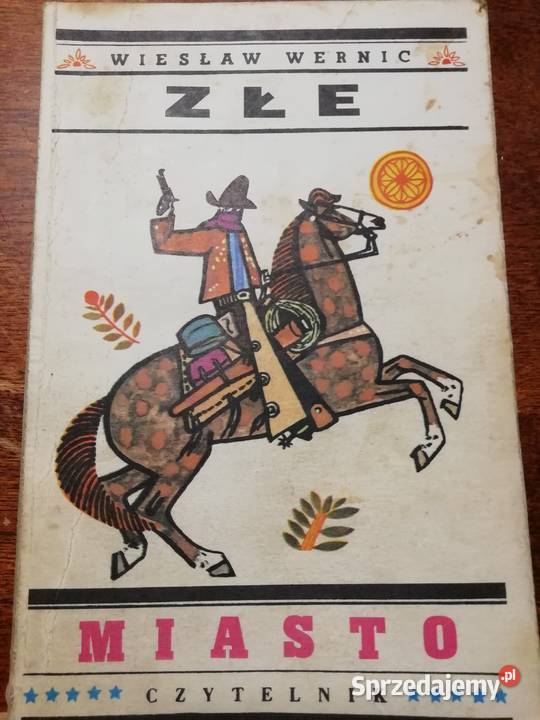 WIESŁAW WERNIC
ZŁE
MIASTO
CZYTELNIK
Sprzedajemy.pl